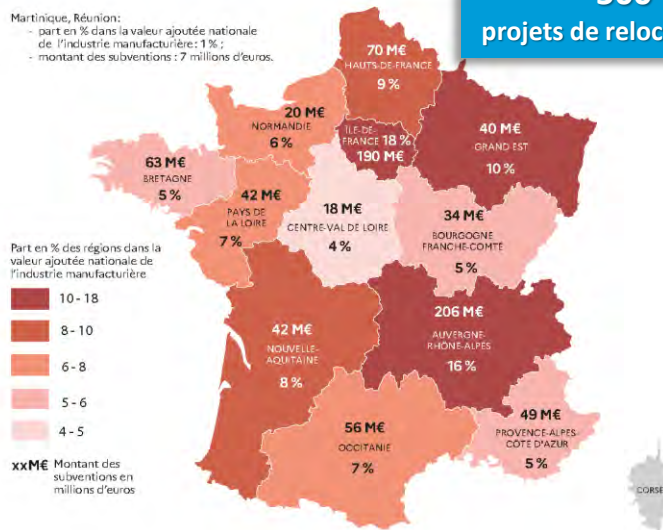 Martinique, Réunion:
- part en % dans la valeur ajoutée nationale
de l'industrie manufacturière: 1 % ;
- montant des subventions : 7 millions d'euros.
projets de reloc
70 M€
HAUTS-DE-FRANCE
9 %
20 M€
NORMANDIE
6 %
ÎLE-DE-
FRANCE 18 %
190 M€
40 M€
GRAND EST
10 %
63 M€
BRETAGNE
5 %
42 M€
PAYS DE
LA LOIRE
7 %
18 M€
CENTRE-VAL DE LOIRE
4 %
34 M€
BOURGOGNE
FRANCHE-COMTÉ
5 %
Part en % des régions dans la
valeur ajoutée nationale de
l'industrie manufacturière
10 - 18
8 - 10
6 - 8
5 - 6
4 - 5
xxM€ Montant des
subventions en
millions d'euros
42 M€
NOUVELLE-
AQUITAINE
8 %
206 M€
AUVERGNE-
RHÔNE-ALPES
16 %
56 M€
OCCITANIE
7 %
49 M€
PROVENCE-ALPES-
CÔTE D'AZUR
5 %
CORSE